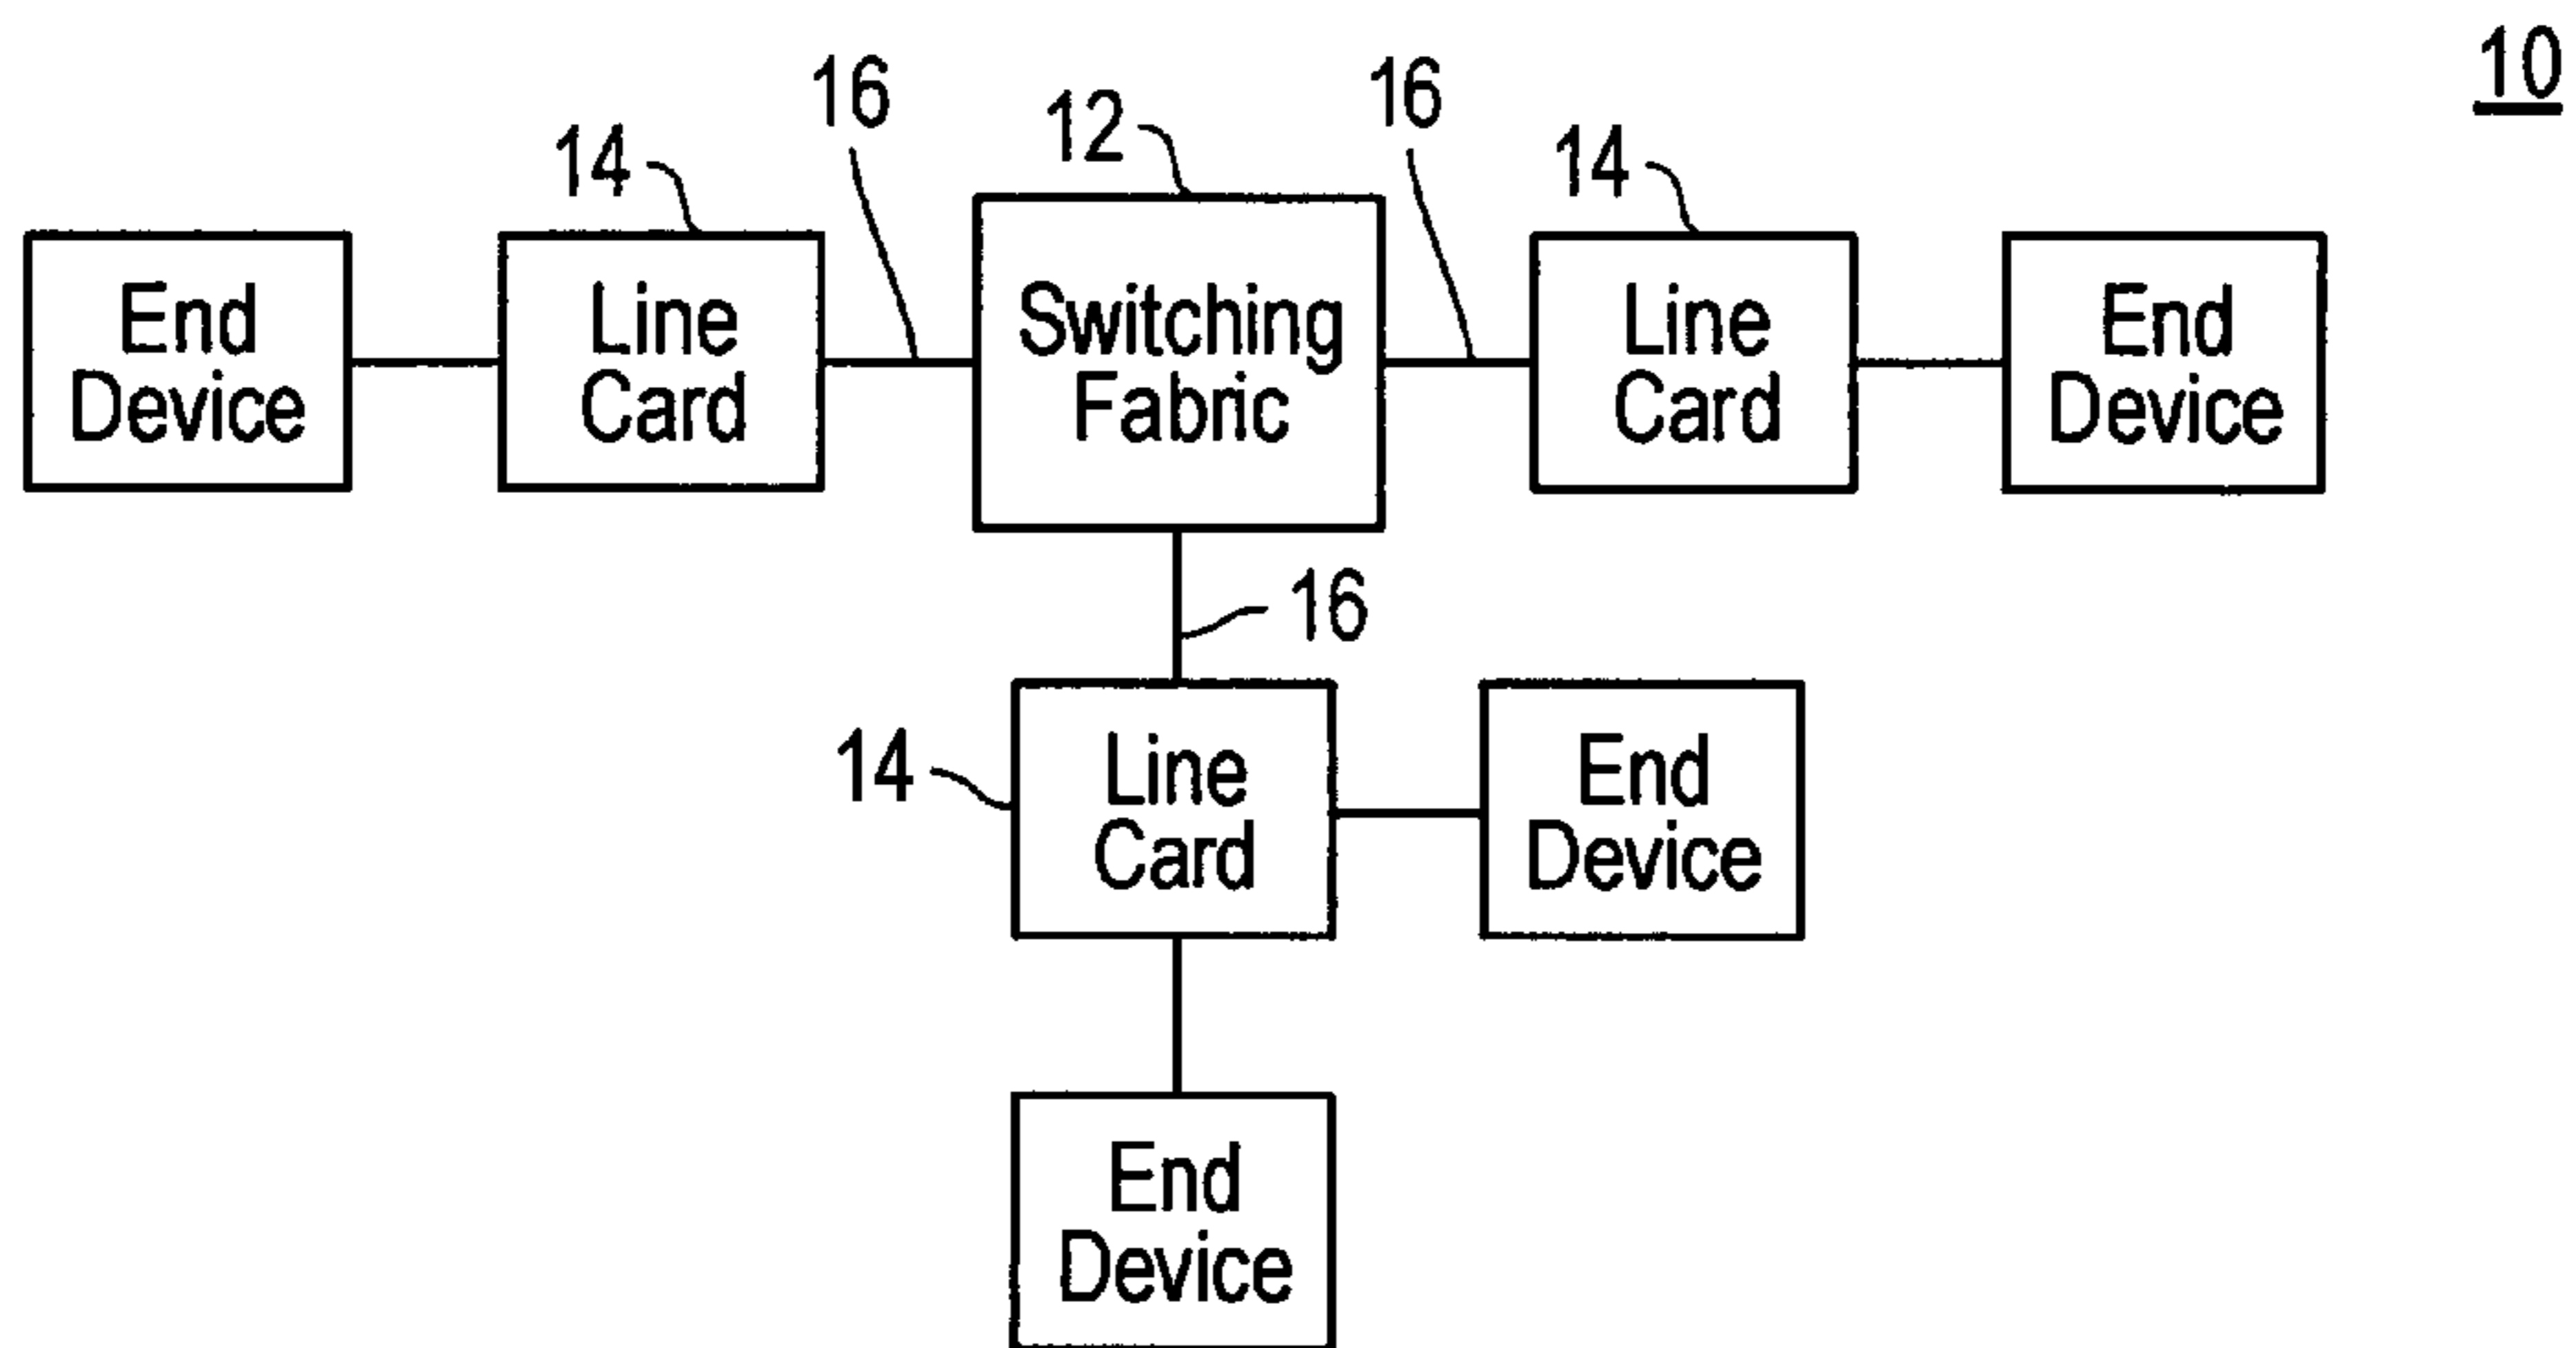 10
16
16
12
14
14
End
Device
Line
Card
Switching
Fabric
Line
Card
End
Device
16
14
Line
Card
End
Device
End
Device